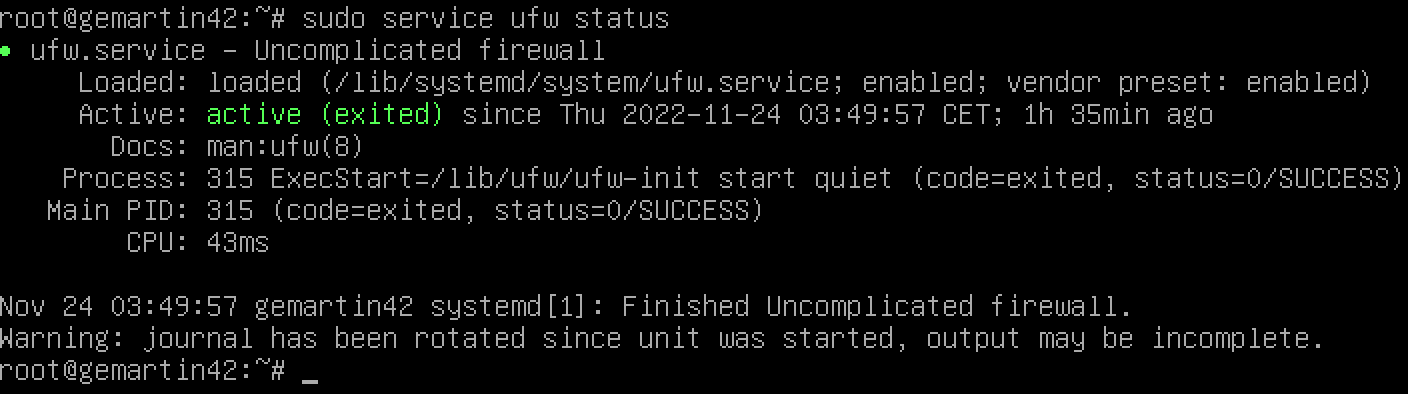 root@gemartin42:~# sudo service ufw status
● ufw.service – Uncomplicated firewall
     Loaded: loaded (/lib/systemd/system/ufw.service; enabled; vendor preset: enabled)
     Active: active (exited) since Thu 2022-11-24 03:49:57 CET; 1h 35min ago
       Docs: man:ufw(8)
    Process: 315 ExecStart=/lib/ufw/ufw-init start quiet (code=exited, status=0/SUCCESS)
   Main PID: 315 (code=exited, status=0/SUCCESS)
        CPU: 43ms

Nov 24 03:49:57 gemartin42 systemd[1]: Finished Uncomplicated firewall.
Warning: journal has been rotated since unit was started, output may be incomplete.
root@gemartin42:~# _